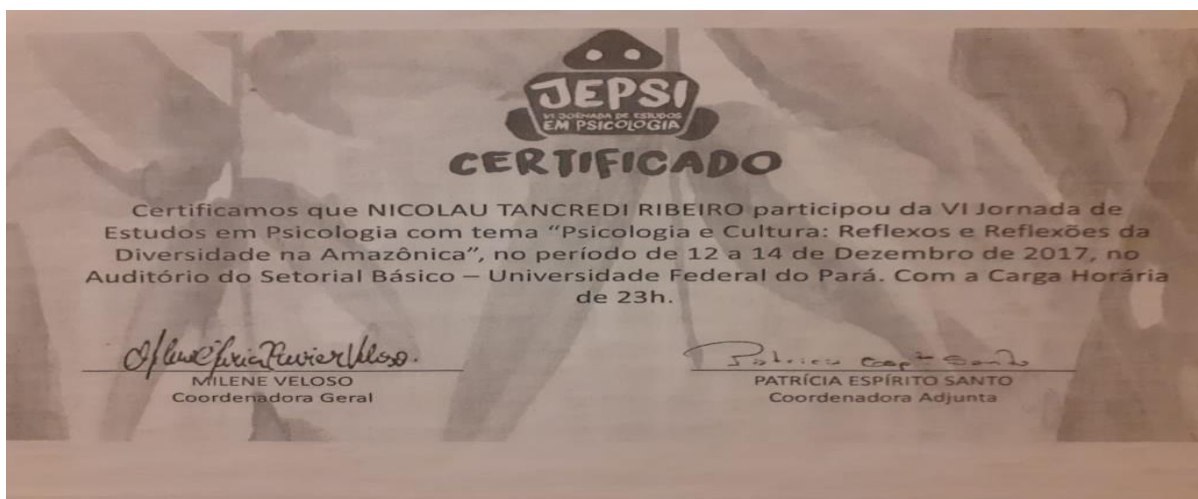 JEPSI
VI JORNADA DE ESTUDOS
EM PSICOLOGIA
CERTIFICADO
Certificamos que NICOLAU TANCREDI RIBEIRO participou da VI Jornada de
Estudos em Psicologia com tema “Psicologia e Cultura: Reflexos e Reflexões da
Diversidade na Amazônica”, no período de 12 a 14 de Dezembro de 2017, no
Auditório do Setorial Básico – Universidade Federal do Pará. Com a Carga Horária
de 23h.
MILENE VELOSO
Coordenadora Geral
PATRÍCIA ESPÍRITO SANTO
Coordenadora Adjunta